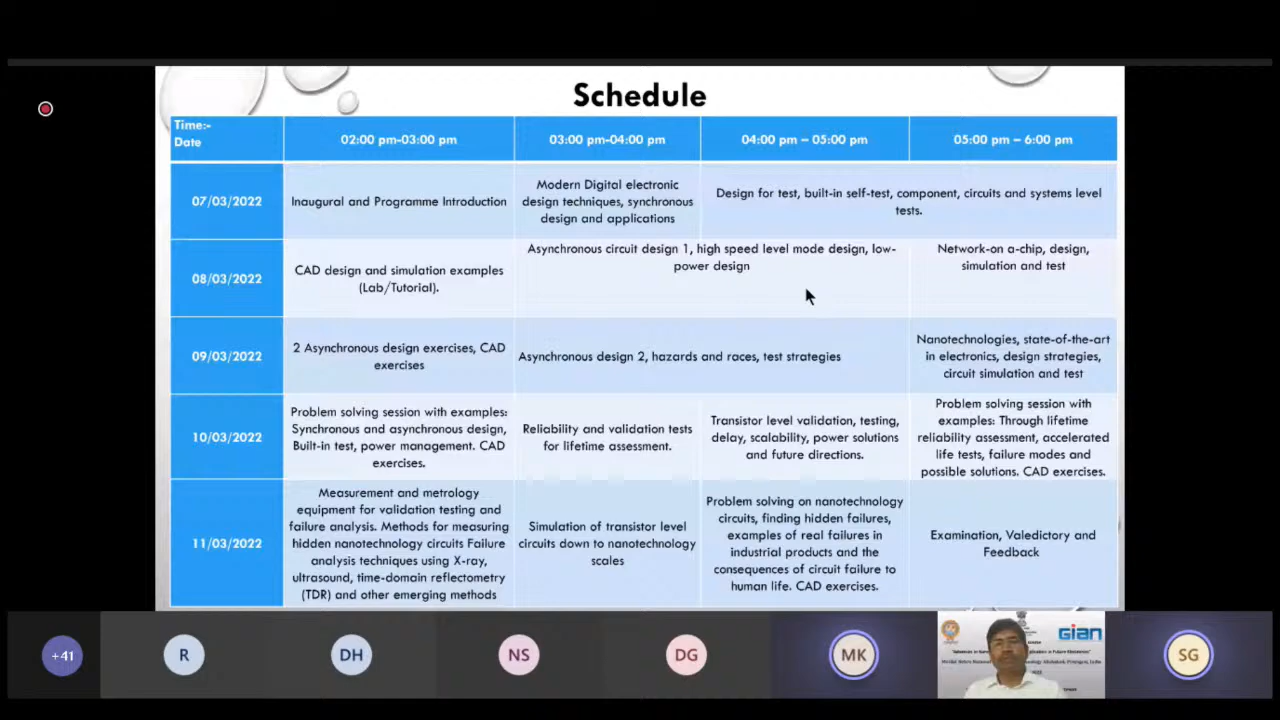 Schedule
Time:-
Date
02:00 pm-03:00 pm
03:00 pm-04:00 pm
04:00 pm – 05:00 pm
05:00 pm – 6:00 pm
07/03/2022
Inaugural and Programme Introduction
Modern Digital electronic
design techniques, synchronous
design and applications
Design for test, built-in self-test, component, circuits and systems level
tests.
08/03/2022
CAD design and simulation examples
(Lab/Tutorial).
Asynchronous circuit design 1, high speed level mode design, low-
power design
Network-on a-chip, design,
simulation and test
09/03/2022
2 Asynchronous design exercises, CAD
exercises
Asynchronous design 2, hazards and races, test strategies
Nanotechnologies, state-of-the-art
in electronics, design strategies,
circuit simulation and test
10/03/2022
Problem solving session with examples:
Synchronous and asynchronous design,
Built-in test, power management. CAD
exercises.
Reliability and validation tests
for lifetime assessment.
Transistor level validation, testing,
delay, scalability, power solutions
and future directions.
Problem solving session with
examples: Through lifetime
reliability assessment, accelerated
life tests, failure modes and
possible solutions. CAD exercises.
11/03/2022
Measurement and metrology
equipment for validation testing and
failure analysis. Methods for measuring
hidden nanotechnology circuits Failure
analysis techniques using X-ray,
ultrasound, time-domain reflectometry
(TDR) and other emerging methods
Simulation of transistor level
circuits down to nanotechnology
scales
Problem solving on nanotechnology
circuits, finding hidden failures,
examples of real failures in
industrial products and the
consequences of circuit failure to
human life. CAD exercises.
Examination, Valedictory and
Feedback
+41
R
DH
NS
DG
MK
GIAN
SG